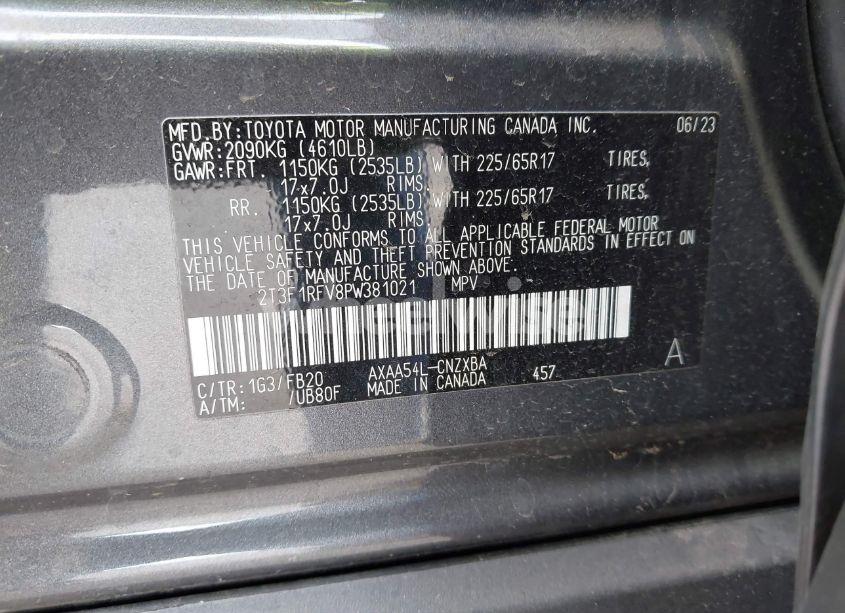 MFD.BY:TOYOTA MOTOR MANUFACTURING CANADA INC. 06/23
GVWR:2090KG (4610LB)
GAWR:FRT. 1150KG (2535LB) WITH 225/65R17 TIRES,
17x7.0J RIMS,
RR. 1150KG (2535LB) WITH 225/65R17 TIRES,
17x7.0J RIMS
THIS VEHICLE CONFORMS TO ALL APPLICABLE FEDERAL MOTOR
VEHICLE SAFETY AND THEFT PREVENTION STANDARDS IN EFFECT ON
THE DATE OF MANUFACTURE SHOWN ABOVE.
2T3F1RFV8PW381021 MPV
wheelwise
C/TR: 1G3/FB20 AXAA54L-CNZXBA 457 A
A/TM: /UB80F MADE IN CANADA